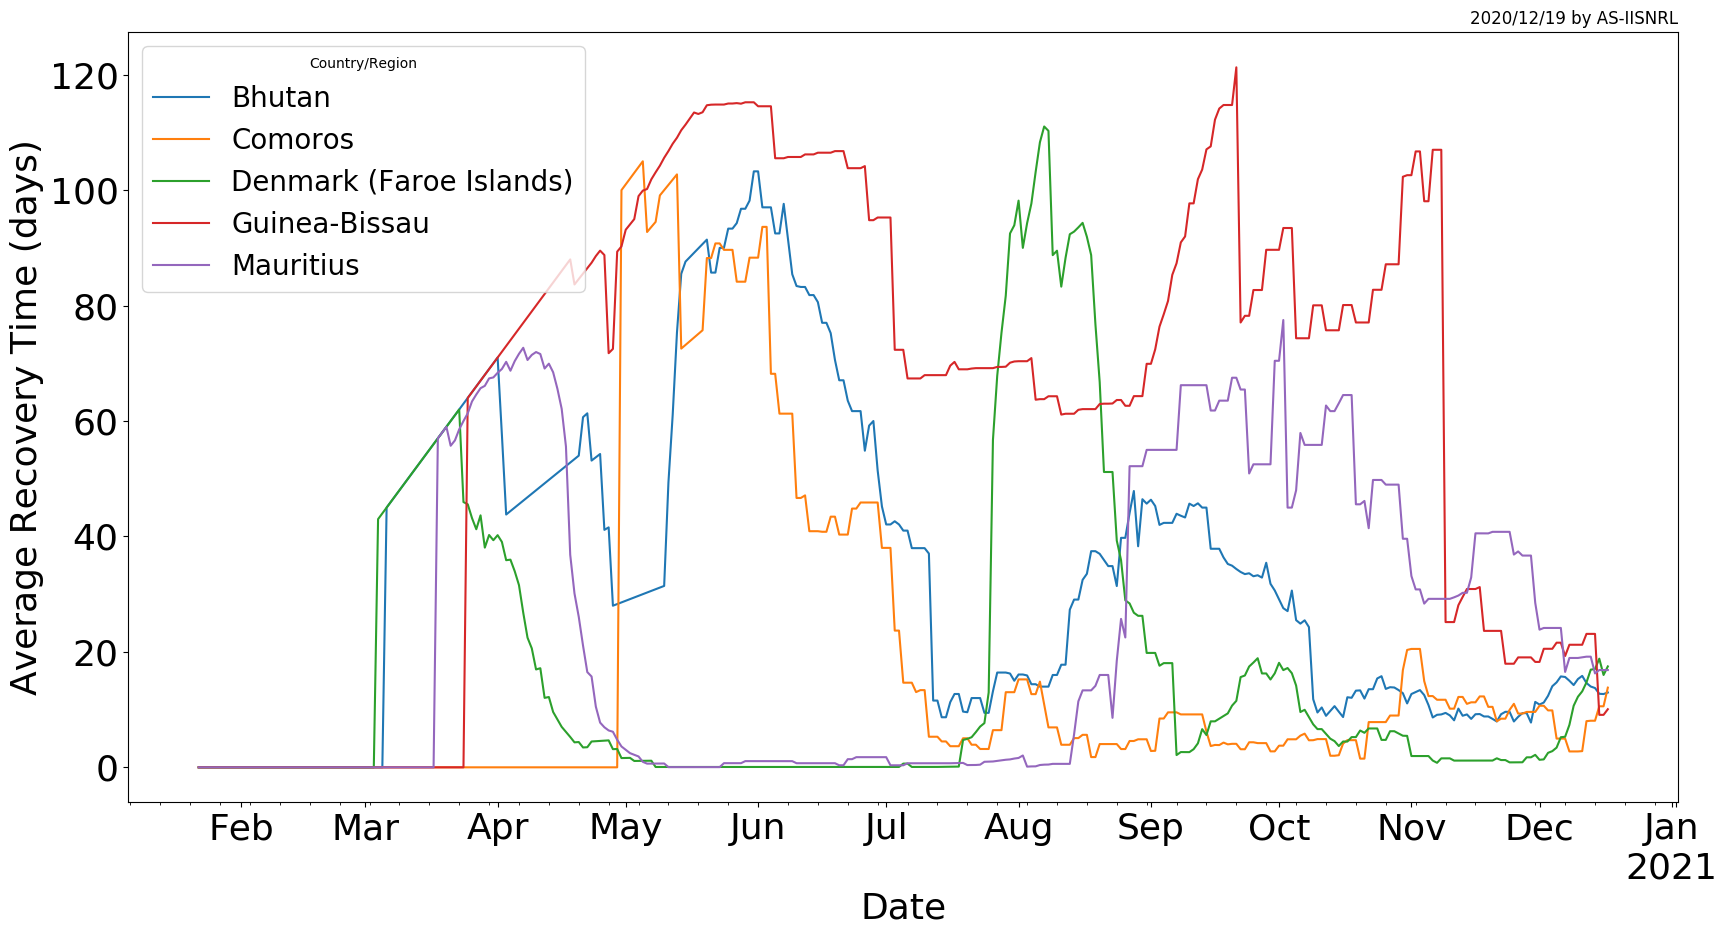 2020/12/19 by AS-IISNRL
Country/Region
Bhutan
Comoros
Denmark (Faroe Islands)
Guinea-Bissau
Mauritius
Average Recovery Time (days)
120
100
80
60
40
20
0
Feb Mar Apr May Jun Jul Aug Sep Oct Nov Dec Jan
2021
Date